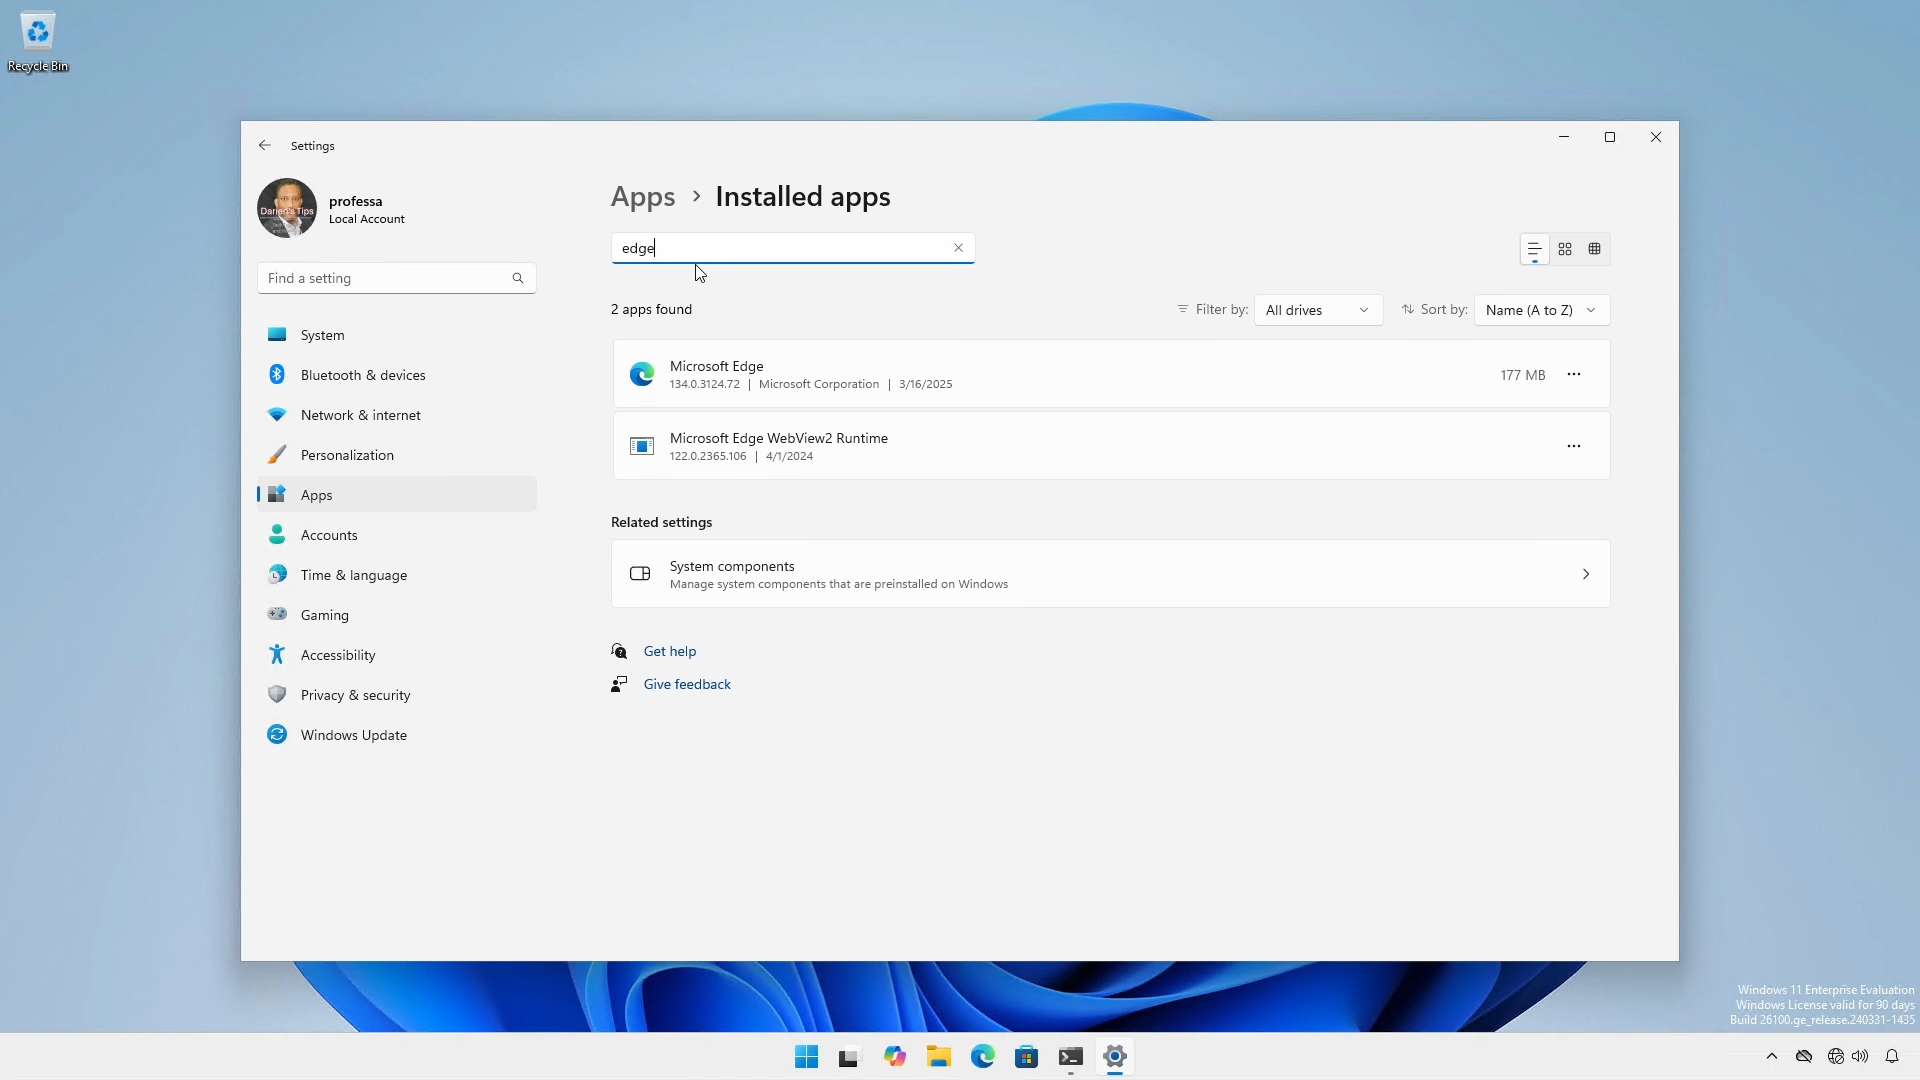 Recycle Bin
Settings
professa
Local Account
Darien's Tips
Find a setting
System
Bluetooth & devices
Network & internet
Personalization
Apps
Accounts
Time & language
Gaming
Accessibility
Privacy & security
Windows Update
Apps > Installed apps
edge
2 apps found
Filter by: All drives
Sort by: Name (A to Z)
Microsoft Edge
134.0.3124.72 | Microsoft Corporation | 3/16/2025
177 MB
Microsoft Edge WebView2 Runtime
122.0.2365.106 | 4/1/2024
Related settings
System components
Manage system components that are preinstalled on Windows
Get help
Give feedback
Windows 11 Enterprise Evaluation
Windows License valid for 90 days
Build 26100.ge_release.240331-1435